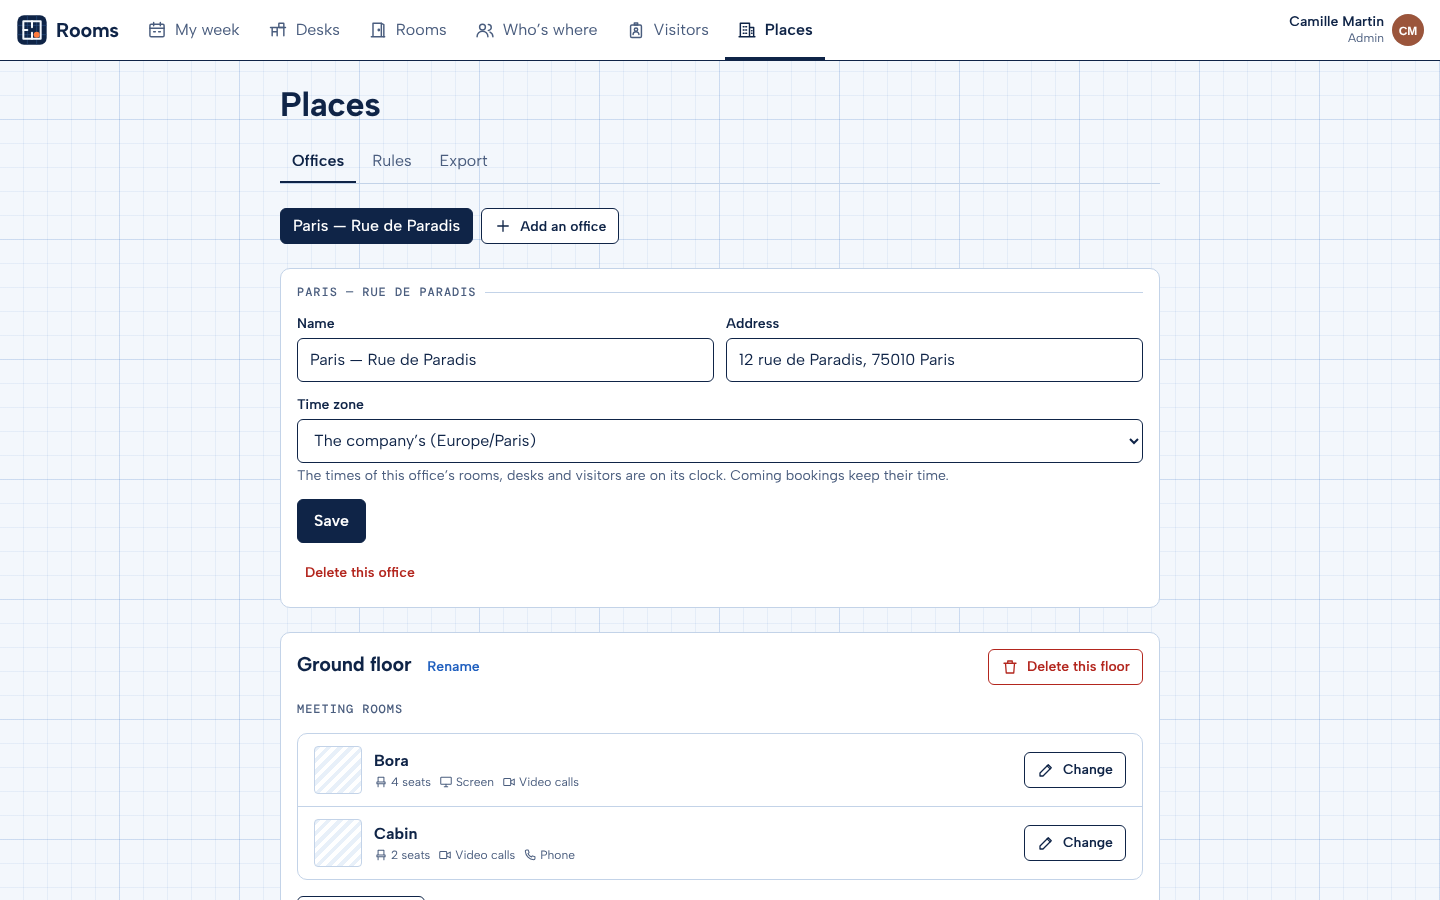 Rooms
My week
Desks
Rooms
Who's where
Visitors
Places
Camille Martin
Admin
CM
Places
Offices
Rules
Export
Paris — Rue de Paradis
Add an office
PARIS — RUE DE PARADIS
Name
Address
Paris — Rue de Paradis
12 rue de Paradis, 75010 Paris
Time zone
The company's (Europe/Paris)
The times of this office's rooms, desks and visitors are on its clock. Coming bookings keep their time.
Save
Delete this office
Ground floor
Rename
Delete this floor
MEETING ROOMS
Bora
4 seats
Screen
Video calls
Change
Cabin
2 seats
Video calls
Phone
Change